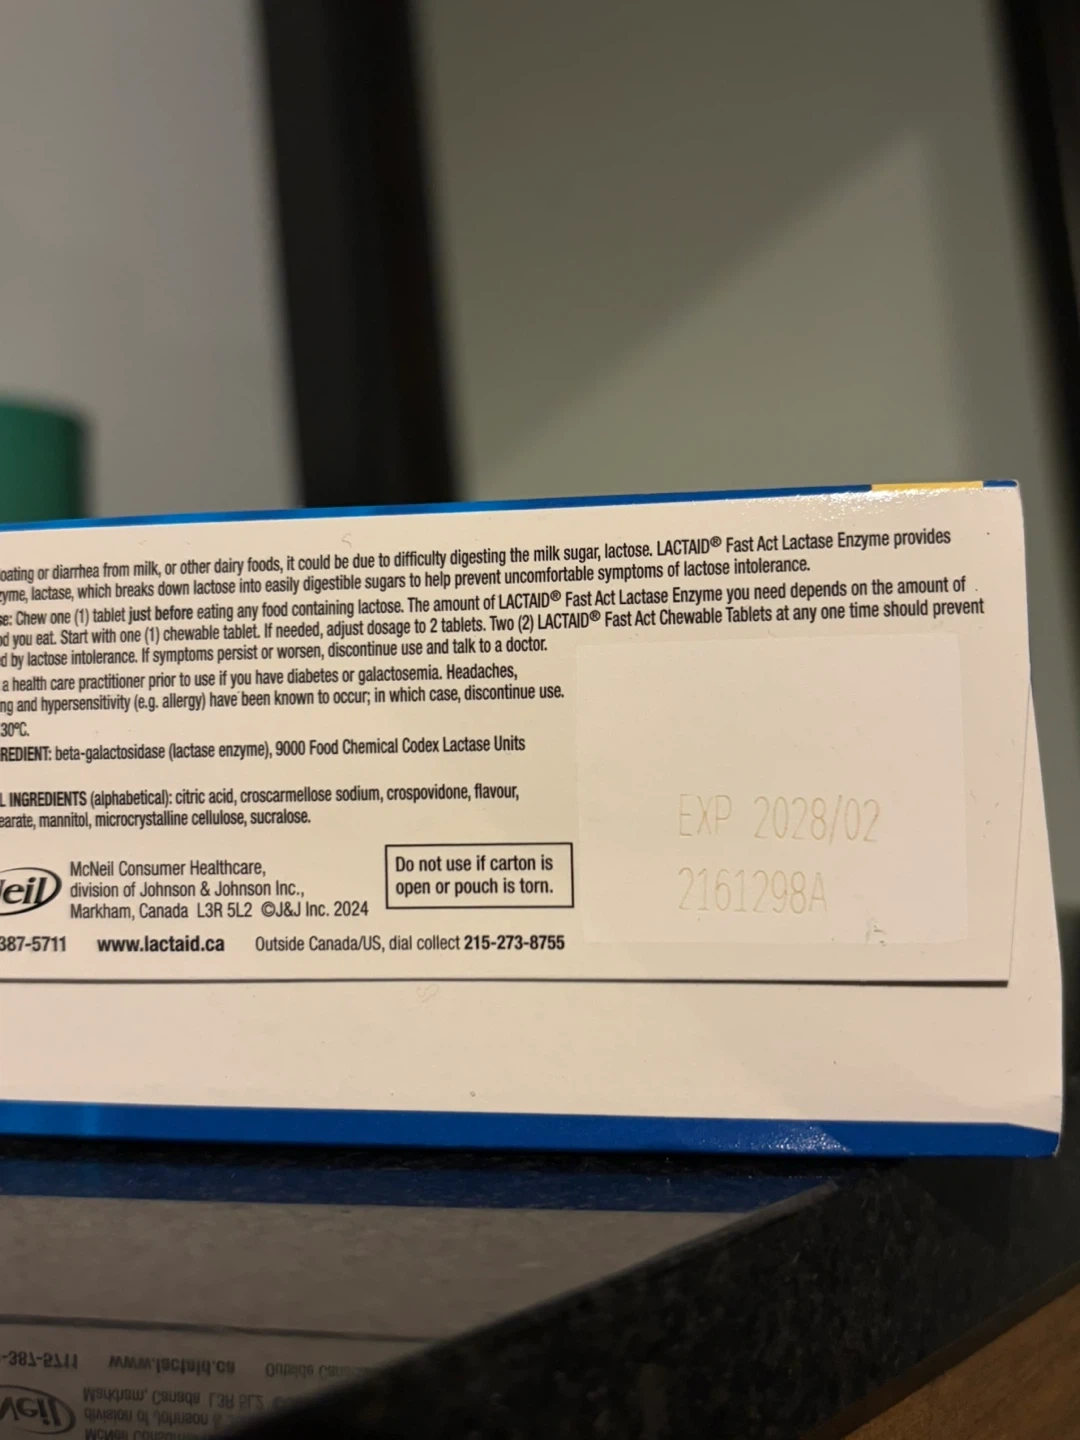 oating or diarrhea from milk, or other dairy foods, it could be due to difficulty digesting the milk sugar, lactose. LACTAID® Fast Act Lactase Enzyme provides
zyme, lactase, which breaks down lactose into easily digestible sugars to help prevent uncomfortable symptoms of lactose intolerance.
se: Chew one (1) tablet just before eating any food containing lactose. The amount of LACTAID® Fast Act Lactase Enzyme you need depends on the amount of
od you eat. Start with one (1) chewable tablet. If needed, adjust dosage to 2 tablets. Two (2) LACTAID® Fast Act Chewable Tablets at any one time should prevent
d by lactose intolerance. If symptoms persist or worsen, discontinue use and talk to a doctor.
a health care practitioner prior to use if you have diabetes or galactosemia. Headaches,
ng and hypersensitivity (e.g. allergy) have been known to occur; in which case, discontinue use.
30°C.
REDIENT: beta-galactosidase (lactase enzyme), 9000 Food Chemical Codex Lactase Units
L INGREDIENTS (alphabetical): citric acid, croscarmellose sodium, crospovidone, flavour,
earate, mannitol, microcrystalline cellulose, sucralose.
EXP 2028/02
2161298A
Neil
McNeil Consumer Healthcare,
division of Johnson & Johnson Inc.,
Markham, Canada L3R 5L2 ©J&J Inc. 2024
Do not use if carton is
open or pouch is torn.
387-5711 www.lactaid.ca Outside Canada/US, dial collect 215-273-8755